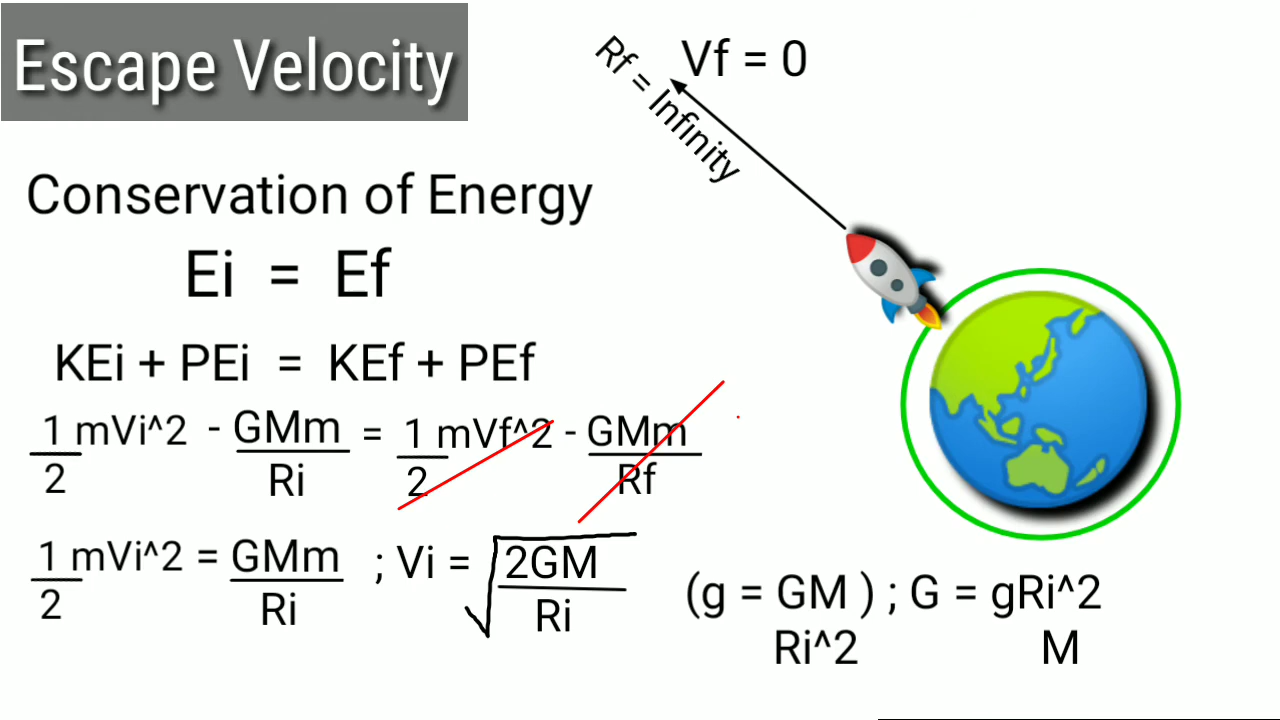 Escape Velocity
Vf = 0
Rf = Infinity
Conservation of Energy
Ei = Ef
KEi + PEi = KEf + PEf
1 mVi^2 - GMm = 1 mVf^2 - GMm
2 Ri 2 Rf
1 mVi^2 = GMm ; Vi = √2GM
2 Ri Ri
(g = GM ) ; G = gRi^2
Ri^2 M